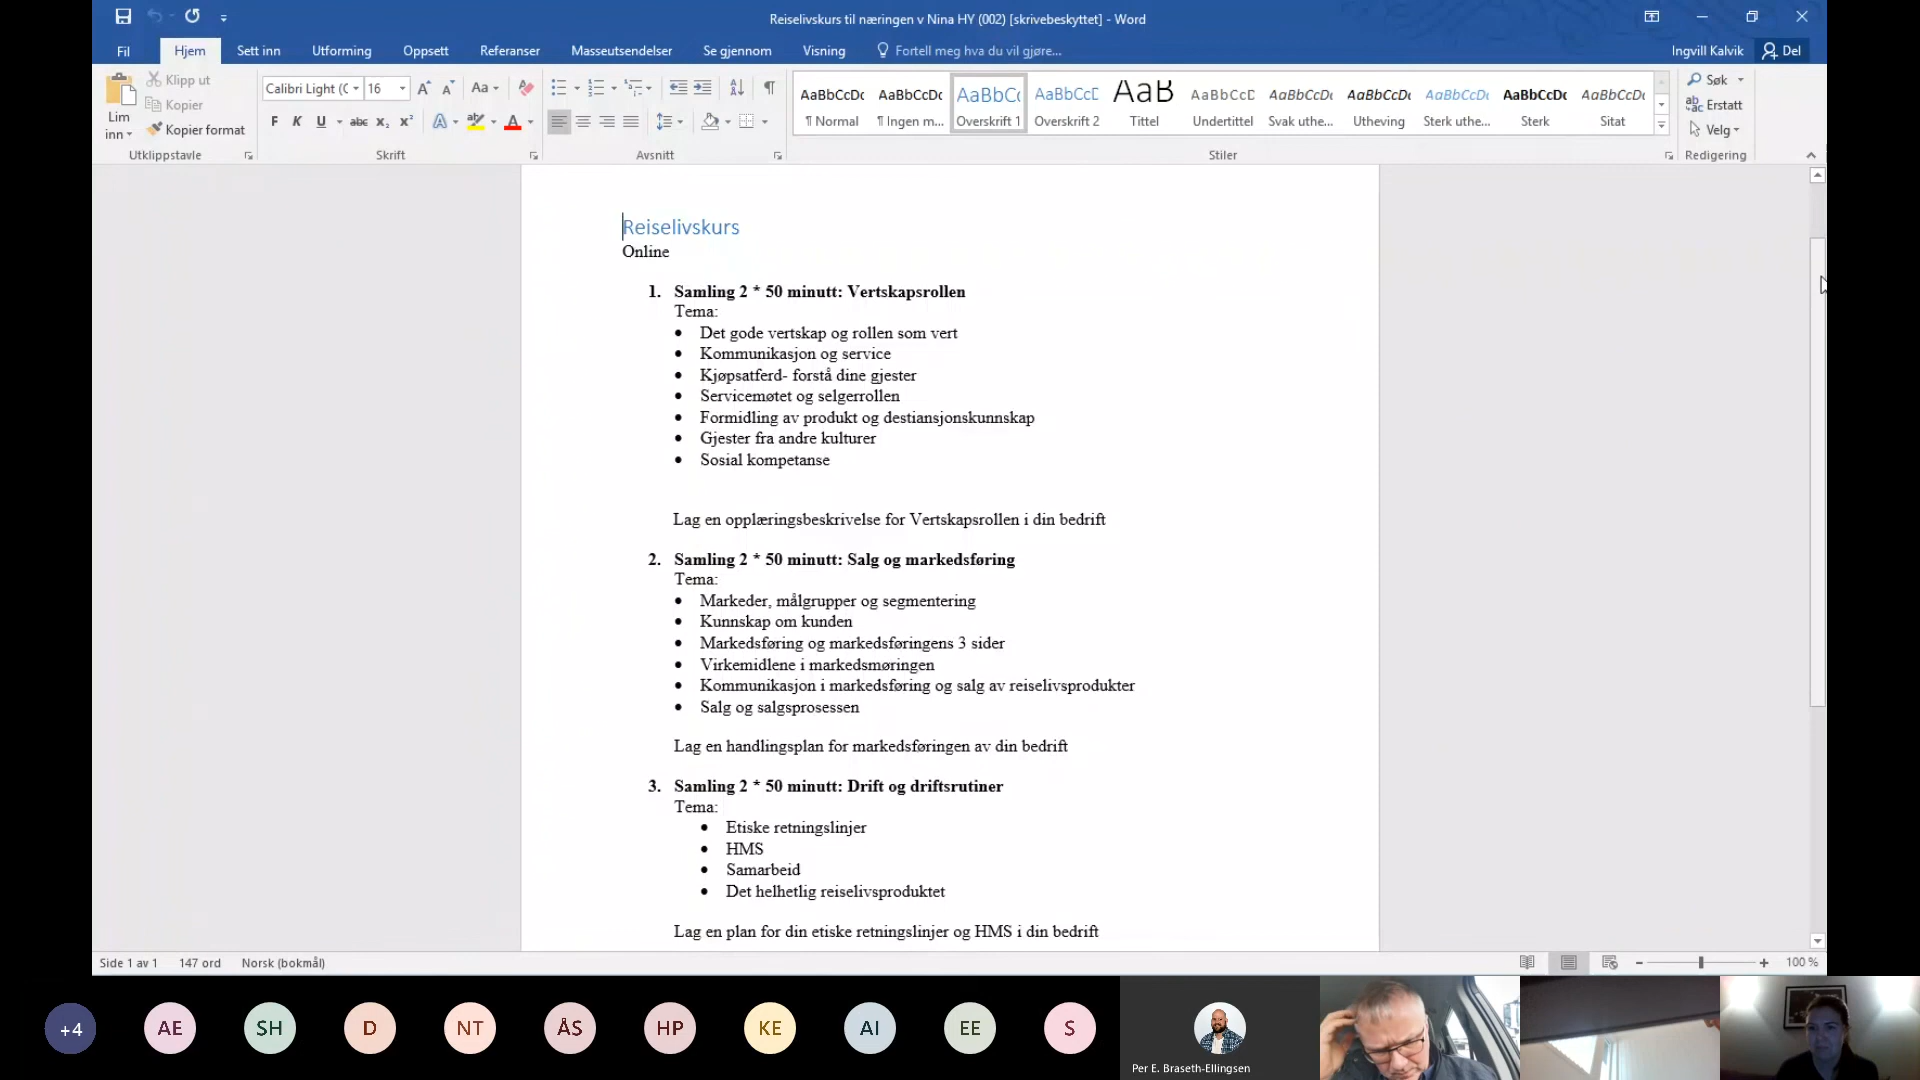 Reiselivskurs til næringen v Nina HY (002) [skrivebeskyttet] - Word
Fil Hjem Sett inn Utforming Oppsett Referanser Masseutsendelser Se gjennom Visning Fortell meg hva du vil gjøre... Ingvill Kalvik Del
Lim inn
Klipp ut
Kopier
Kopier format
Utklippstavle
Calibri Light (C 16 Aa
F K U abc x₂ x² A ab A
Skrift
Avsnitt
AaBbCcDc AaBbCcDc AaBbCc AaBbCcC AaB AaBbCcD AaBbCcDc AaBbCcDc AaBbCcDc AaBbCcDc AaBbCcDc
¶ Normal ¶ Ingen m... Overskrift 1 Overskrift 2 Tittel Undertittel Svak uthe... Utheving Sterk uthe... Sterk Sitat
Stiler
Søk
Erstatt
Velg
Redigering
Reiselivskurs
Online
1. Samling 2 * 50 minutt: Vertskapsrollen
Tema:
• Det gode vertskap og rollen som vert
• Kommunikasjon og service
• Kjøpsatferd- forstå dine gjester
• Servicemøtet og selgerrollen
• Formidling av produkt og destiansjonskunnskap
• Gjester fra andre kulturer
• Sosial kompetanse
Lag en opplæringsbeskrivelse for Vertskapsrollen i din bedrift
2. Samling 2 * 50 minutt: Salg og markedsføring
Tema:
• Markeder, målgrupper og segmentering
• Kunnskap om kunden
• Markedsføring og markedsføringens 3 sider
• Virkemidlene i markedsmøringen
• Kommunikasjon i markedsføring og salg av reiselivsprodukter
• Salg og salgsprosessen
Lag en handlingsplan for markedsføringen av din bedrift
3. Samling 2 * 50 minutt: Drift og driftsrutiner
Tema:
• Etiske retningslinjer
• HMS
• Samarbeid
• Det helhetlig reiselivsproduktet
Lag en plan for din etiske retningslinjer og HMS i din bedrift
Side 1 av 1 147 ord Norsk (bokmål) 100 %
+4 AE SH D NT ÅS HP KE AI EE S
Per E. Braseth-Ellingsen